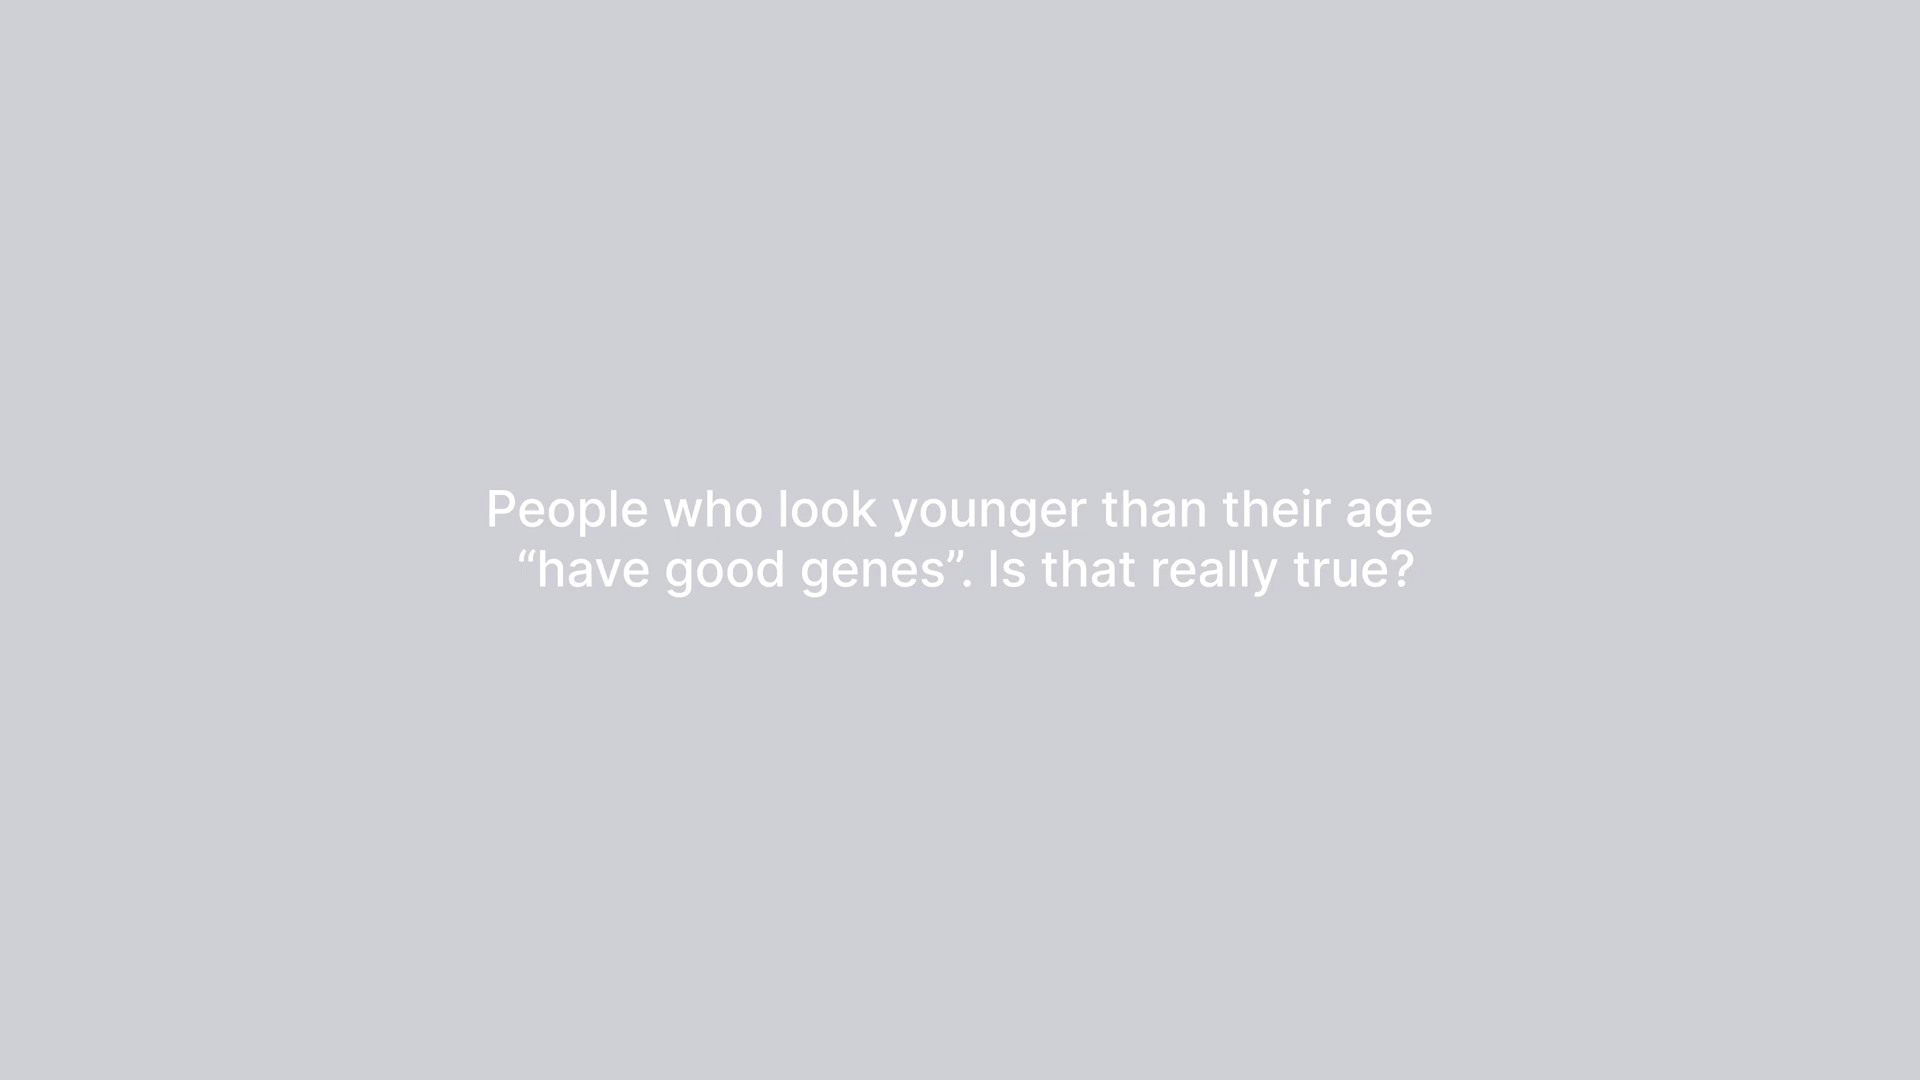 People who look younger than their age
“have good genes”. Is that really true?